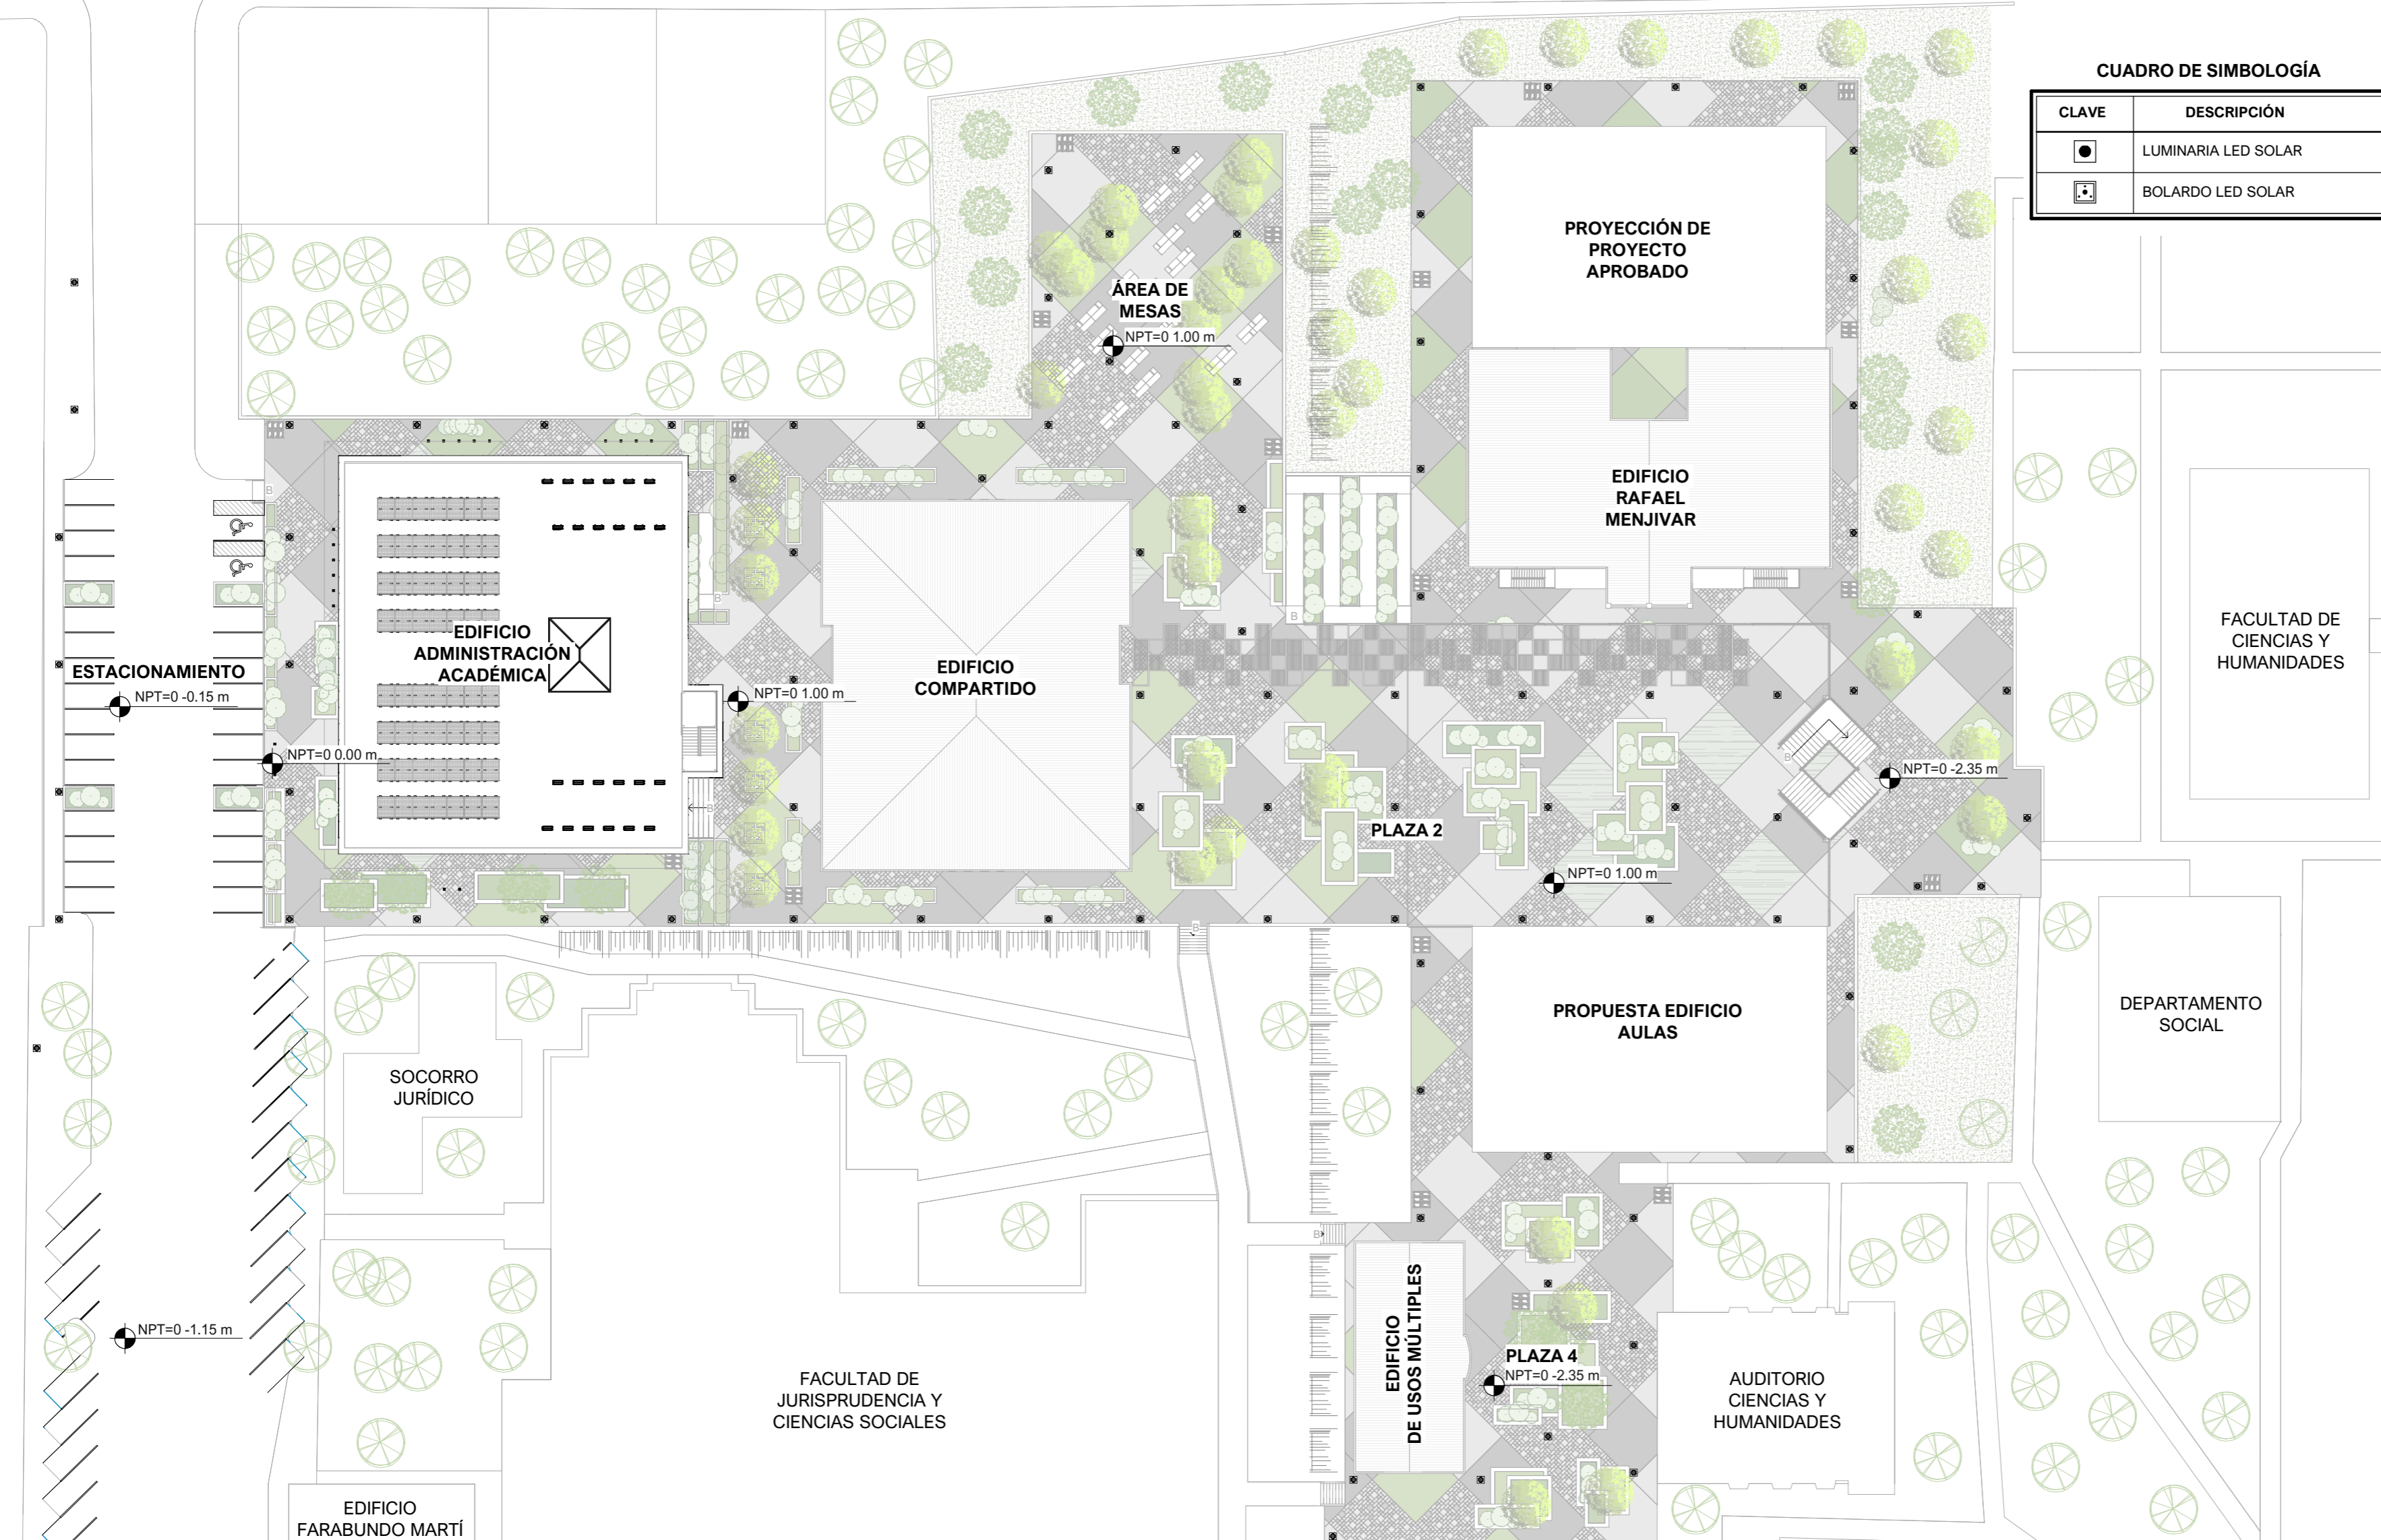 CUADRO DE SIMBOLOGÍA
CLAVE
DESCRIPCIÓN
LUMINARIA LED SOLAR
BOLARDO LED SOLAR
PROYECCIÓN DE
PROYECTO
APROBADO
ÁREA DE
MESAS
NPT=0 1.00 m
EDIFICIO
RAFAEL
MENJIVAR
B
EDIFICIO
ADMINISTRACIÓN
ACADÉMICA
ESTACIONAMIENTO
NPT=0 -0.15 m
NPT=0 0.00 m
B
B
NPT=0 1.00 m
EDIFICIO
COMPARTIDO
B
FACULTAD DE
CIENCIAS Y
HUMANIDADES
B
NPT=0 -2.35 m
PLAZA 2
NPT=0 1.00 m
B
PROPUESTA EDIFICIO
AULAS
DEPARTAMENTO
SOCIAL
SOCORRO
JURÍDICO
B
NPT=0 -1.15 m
EDIFICIO
DE USOS MÚLTIPLES
PLAZA 4
NPT=0 -2.35 m
FACULTAD DE
JURISPRUDENCIA Y
CIENCIAS SOCIALES
AUDITORIO
CIENCIAS Y
HUMANIDADES
EDIFICIO
FARABUNDO MARTÍ